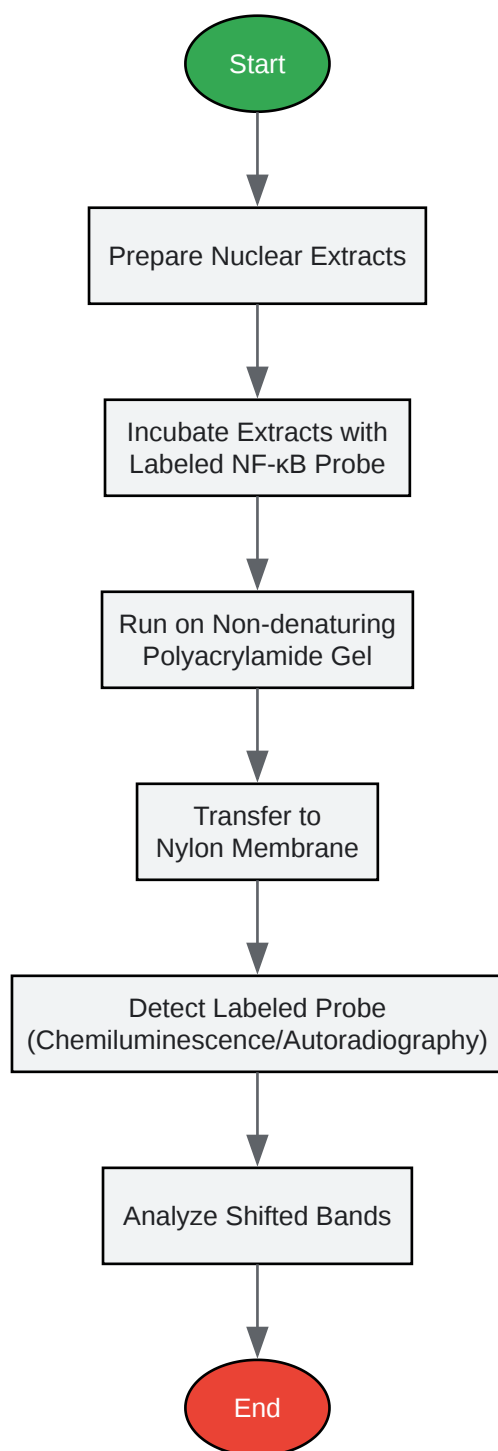 Start
Prepare Nuclear Extracts
Incubate Extracts with
Labeled NF-κB Probe
Run on Non-denaturing
Polyacrylamide Gel
Transfer to
Nylon Membrane
Detect Labeled Probe
(Chemiluminescence/Autoradiography)
Analyze Shifted Bands
End